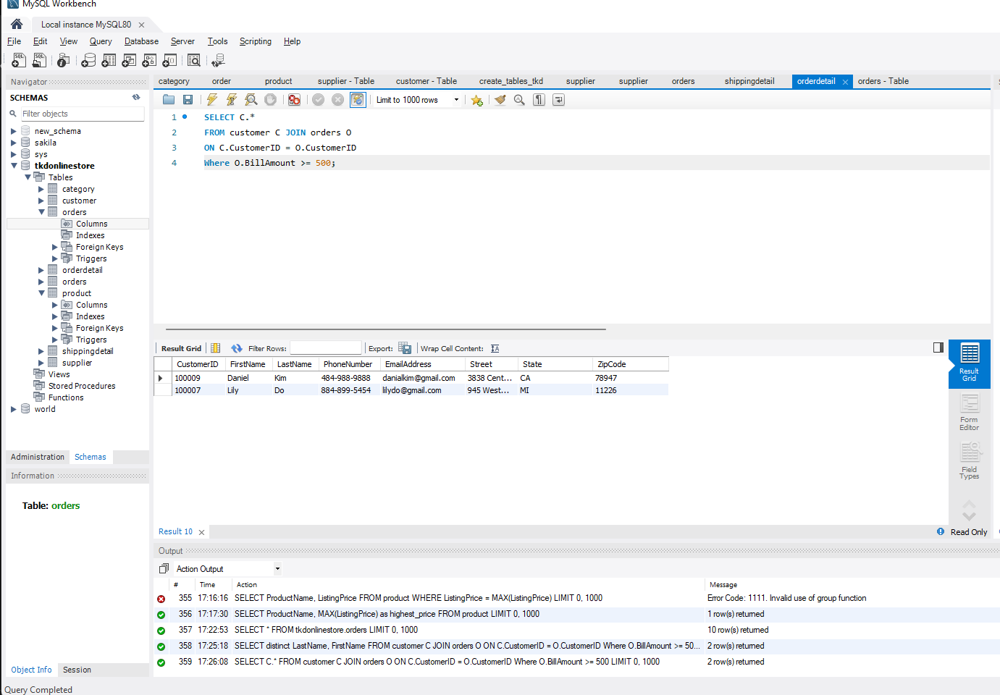 MySQL Workbench
Local instance MySQL80
File Edit View Query Database Server Tools Scripting Help
Navigator
SCHEMAS
Filter objects
new_schema
sakila
sys
tkdonlinestore
Tables
category
customer
orders
Columns
Indexes
Foreign Keys
Triggers
orderdetail
orders
product
Columns
Indexes
Foreign Keys
Triggers
shippingdetail
supplier
Views
Stored Procedures
Functions
world
Administration Schemas
Information
Table: orders
Object Info Session
Query Completed
category order product supplier - Table customer - Table create_tables_tkd supplier supplier orders shippingdetail orderdetail orders - Table
Limit to 1000 rows
1 SELECT C.*
2 FROM customer C JOIN orders O
3 ON C.CustomerID = O.CustomerID
4 Where O.BillAmount >= 500;
Result Grid Filter Rows: Export: Wrap Cell Content:
CustomerID FirstName LastName PhoneNumber EmailAddress Street State ZipCode
100009 Daniel Kim 484-988-9888 danialkim@gmail.com 3838 Cent... CA 78947
100007 Lily Do 884-899-5454 lilydo@gmail.com 945 West... MI 11226
Result Grid
Form Editor
Field Types
Result 10
Read Only
Output
Action Output
# Time Action Message
355 17:16:16 SELECT ProductName, ListingPrice FROM product WHERE ListingPrice = MAX(ListingPrice) LIMIT 0, 1000 Error Code: 1111. Invalid use of group function
356 17:17:30 SELECT ProductName, MAX(ListingPrice) as highest_price FROM product LIMIT 0, 1000 1 row(s) returned
357 17:22:53 SELECT * FROM tkdonlinestore.orders LIMIT 0, 1000 10 row(s) returned
358 17:25:18 SELECT distinct LastName, FirstName FROM customer C JOIN orders O ON C.CustomerID = O.CustomerID Where O.BillAmount >= 50... 2 row(s) returned
359 17:26:08 SELECT C.* FROM customer C JOIN orders O ON C.CustomerID = O.CustomerID Where O.BillAmount >= 500 LIMIT 0, 1000 2 row(s) returned